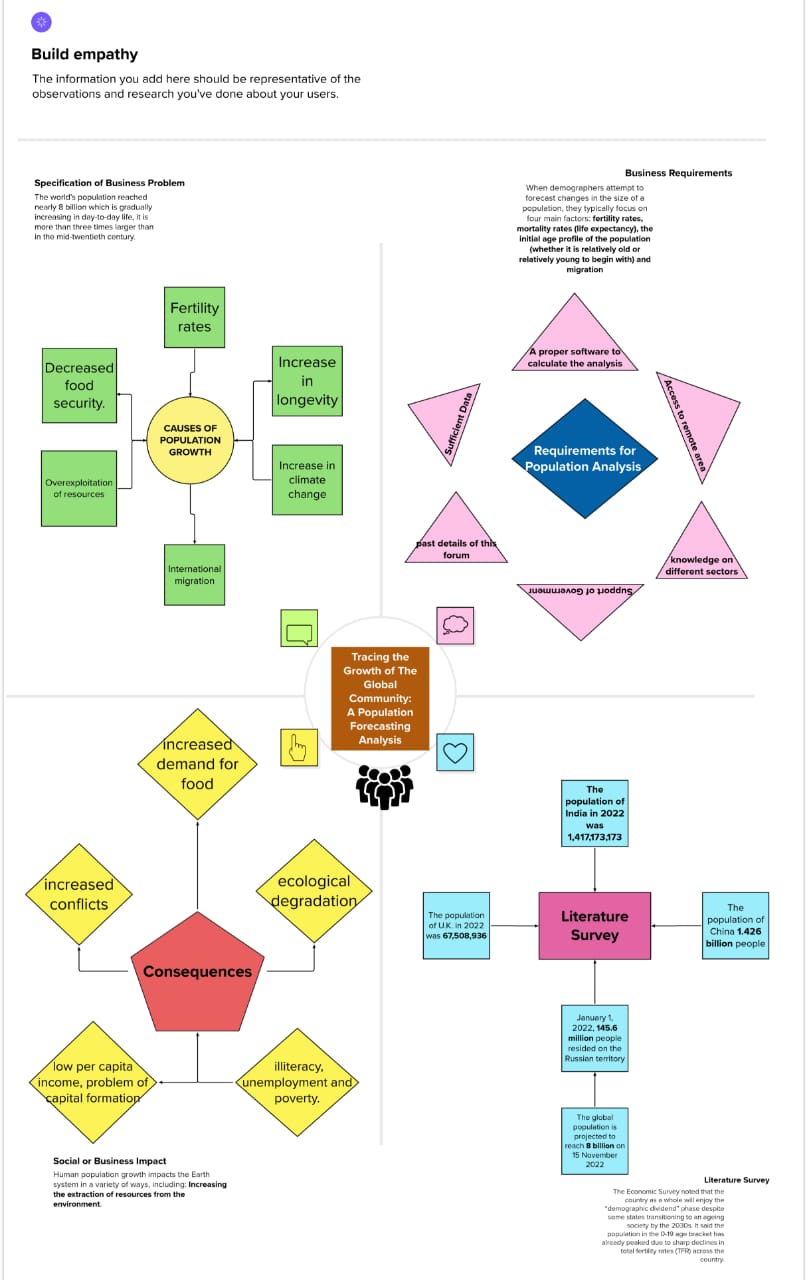 Build empathy
The information you add here should be representative of the
observations and research you've done about your users.
Specification of Business Problem
The world's population reached
nearly 8 billion which is gradually
increasing in day-to-day life, it is
more than three times larger than
in the mid-twentieth century.
Business Requirements
When demographers attempt to
forecast changes in the size of a
population, they typically focus on
four main factors: fertility rates,
mortality rates (life expectancy), the
initial age profile of the population
(whether it is relatively old or
relatively young to begin with) and
migration
Fertility
rates
Decreased
food
security.
Increase
in
longevity
CAUSES OF
POPULATION
GROWTH
Overexploitation
of resources
Increase in
climate
change
International
migration
A proper software to
calculate the analysis
Sufficient Data
Access to remote area
Requirements for
Population Analysis
past details of this
forum
knowledge on
different sectors
Support of Government
Tracing the
Growth of The
Global
Community:
A Population
Forecasting
Analysis
increased
demand for
food
increased
conflicts
ecological
degradation
Consequences
low per capita
income, problem of
capital formation
illiteracy,
unemployment and
poverty.
Social or Business Impact
Human population growth impacts the Earth
system in a variety of ways, including: Increasing
the extraction of resources from the
environment.
The
population of
India in 2022
was
1,417,173,173
The population
of U.K. in 2022
was 67,508,936
Literature
Survey
The
population of
China 1.426
billion people
January 1,
2022, 145.6
million people
resided on the
Russian territory
The global
population is
projected to
reach 8 billion on
15 November
2022
Literature Survey
The Economic Survey noted that the
country as a whole will enjoy the
"demographic dividend" phase despite
some states transitioning to an ageing
society by the 2030s. It said the
population in the 0-19 age bracket has
already peaked due to sharp declines in
total fertility rates (TFR) across the
country.